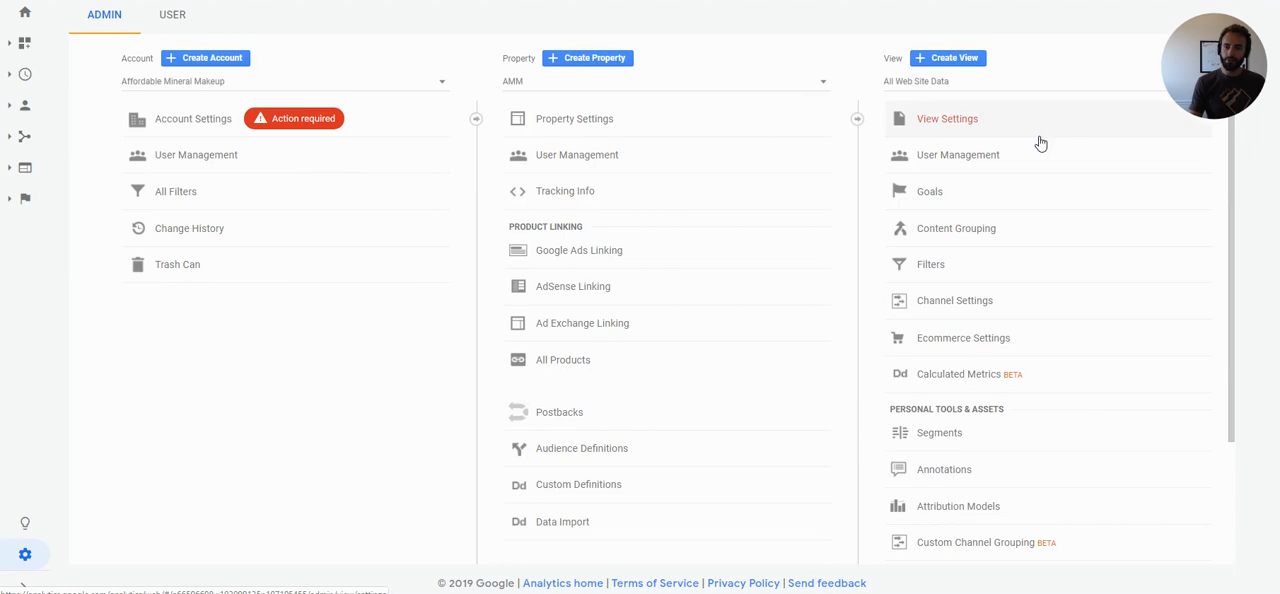 ADMIN
USER
Account
Create Account
Affordable Mineral Makeup
Account Settings
Action required
User Management
All Filters
Change History
Trash Can
Property
Create Property
AMM
Property Settings
User Management
Tracking Info
PRODUCT LINKING
Google Ads Linking
AdSense Linking
Ad Exchange Linking
All Products
Postbacks
Audience Definitions
Dd Custom Definitions
Dd Data Import
View
Create View
All Web Site Data
View Settings
User Management
Goals
Content Grouping
Filters
Channel Settings
Ecommerce Settings
Dd Calculated Metrics BETA
PERSONAL TOOLS & ASSETS
Segments
Annotations
Attribution Models
Custom Channel Grouping BETA
© 2019 Google | Analytics home | Terms of Service | Privacy Policy | Send feedback